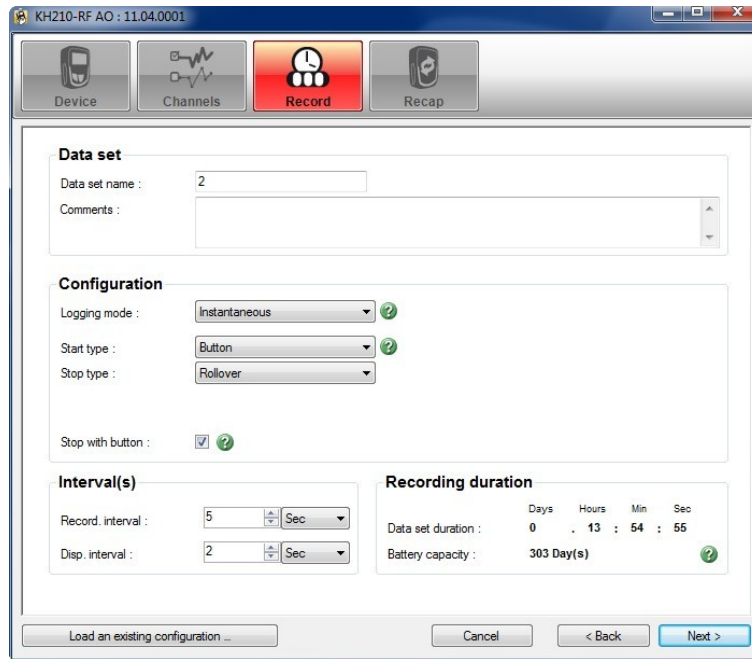 KH210-RF AO : 11.04.0001
Device Channels Record Recap
Data set
Data set name : 2
Comments :
Configuration
Logging mode : Instantaneous
Start type : Button
Stop type : Rollover
Stop with button :
Interval(s)
Record. interval : 5 Sec
Disp. interval : 2 Sec
Recording duration
Days Hours Min Sec
Data set duration : 0 . 13 : 54 : 55
Battery capacity : 303 Day(s)
Load an existing configuration ... Cancel < Back Next >